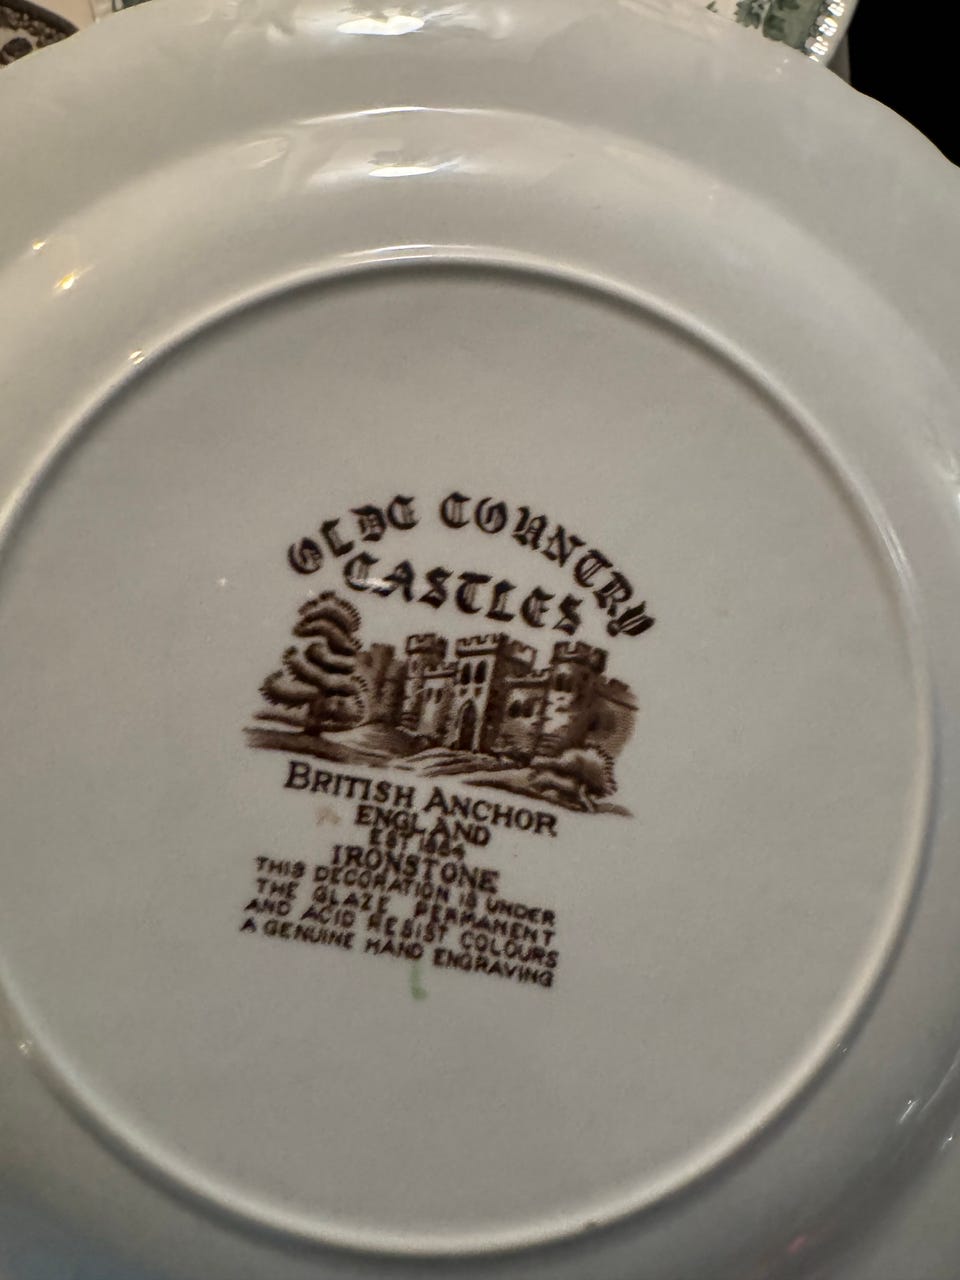 OLDE COUNTRY
CASTLES
BRITISH ANCHOR
ENGLAND
EST 1884
IRONSTONE
THIS DECORATION IS UNDER
THE GLAZE PERMANENT
AND ACID RESIST COLOURS
A GENUINE HAND ENGRAVING